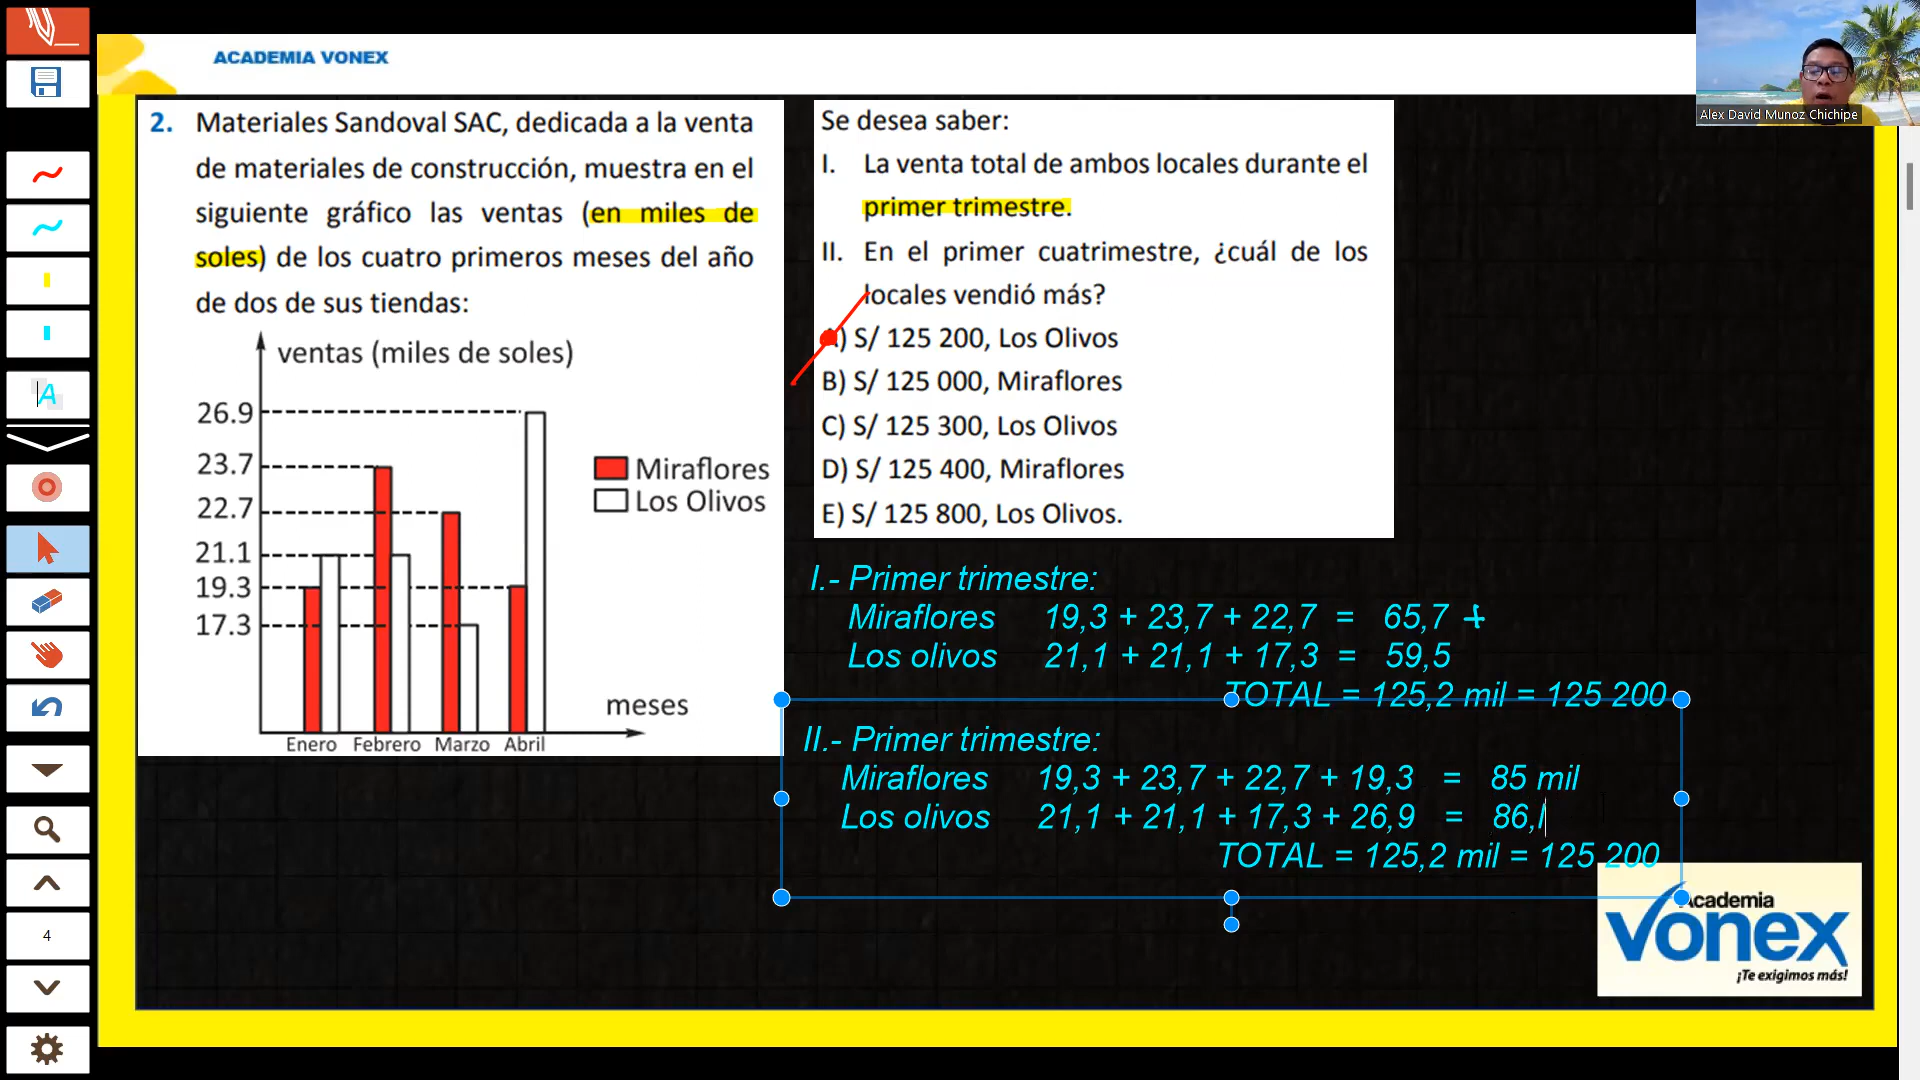 ACADEMIA VONEX
Alex David Munoz Chichipe
2. Materiales Sandoval SAC, dedicada a la venta
de materiales de construcción, muestra en el
siguiente gráfico las ventas (en miles de
soles) de los cuatro primeros meses del año
de dos de sus tiendas:
ventas (miles de soles)
26.9
23.7
22.7
21.1
19.3
17.3
Miraflores
Los Olivos
meses
Enero Febrero Marzo Abril
Se desea saber:
I. La venta total de ambos locales durante el
primer trimestre.
II. En el primer cuatrimestre, ¿cuál de los
locales vendió más?
A) S/ 125 200, Los Olivos
B) S/ 125 000, Miraflores
C) S/ 125 300, Los Olivos
D) S/ 125 400, Miraflores
E) S/ 125 800, Los Olivos.
I.- Primer trimestre:
Miraflores 19,3 + 23,7 + 22,7 = 65,7 +
Los olivos 21,1 + 21,1 + 17,3 = 59,5
TOTAL = 125,2 mil = 125 200
II.- Primer trimestre:
Miraflores 19,3 + 23,7 + 22,7 + 19,3 = 85 mil
Los olivos 21,1 + 21,1 + 17,3 + 26,9 = 86,l
TOTAL = 125,2 mil = 125 200
A
4
Academia
Vonex
¡Te exigimos más!